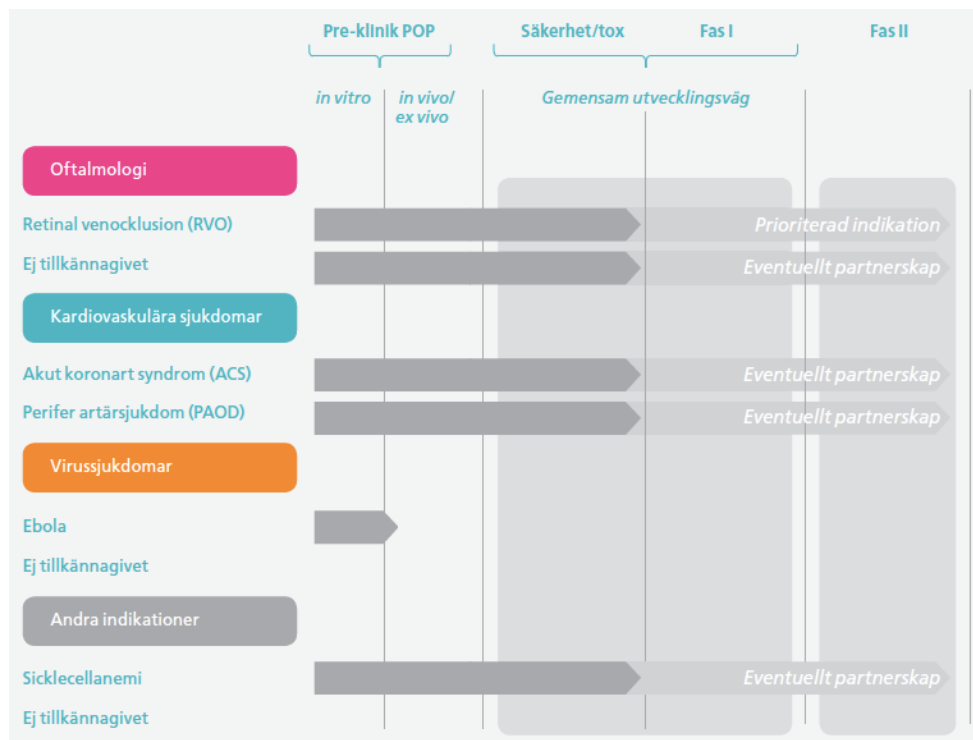 Pre-klinik POP Säkerhet/tox Fas I Fas II
in vitro in vivo/ Gemensam utvecklingsväg
ex vivo
Oftalmologi
Retinal venocklusion (RVO) Prioriterad indikation
Ej tillkännagivet Eventuellt partnerskap
Kardiovaskulära sjukdomar
Akut koronart syndrom (ACS) Eventuellt partnerskap
Perifer artärsjukdom (PAOD) Eventuellt partnerskap
Virussjukdomar
Ebola
Ej tillkännagivet
Andra indikationer
Sicklecellanemi Eventuellt partnerskap
Ej tillkännagivet